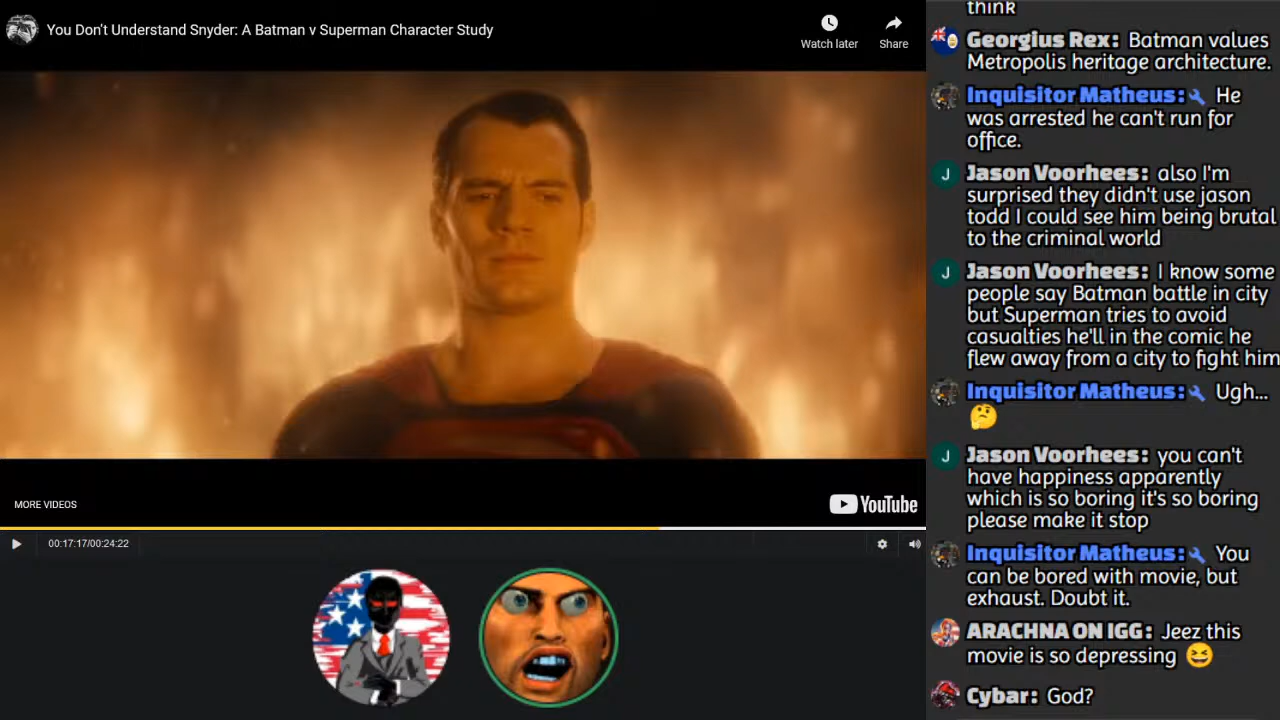 You Don't Understand Snyder: A Batman v Superman Character Study
Watch later
Share
MORE VIDEOS
YouTube
00:17:17/00:24:22
think
Georgius Rex: Batman values
Metropolis heritage architecture.
Inquisitor Matheus: He
was arrested he can't run for
office.
J
Jason Voorhees: also I'm
surprised they didn't use jason
todd I could see him being brutal
to the criminal world
J
Jason Voorhees: I know some
people say Batman battle in city
but Superman tries to avoid
casualties he'll in the comic he
flew away from a city to fight him
Inquisitor Matheus: Ugh...
🤔
J
Jason Voorhees: you can't
have happiness apparently
which is so boring it's so boring
please make it stop
Inquisitor Matheus: You
can be bored with movie, but
exhaust. Doubt it.
ARACHNA ON IGG: Jeez this
movie is so depressing 😆
Cybar: God?